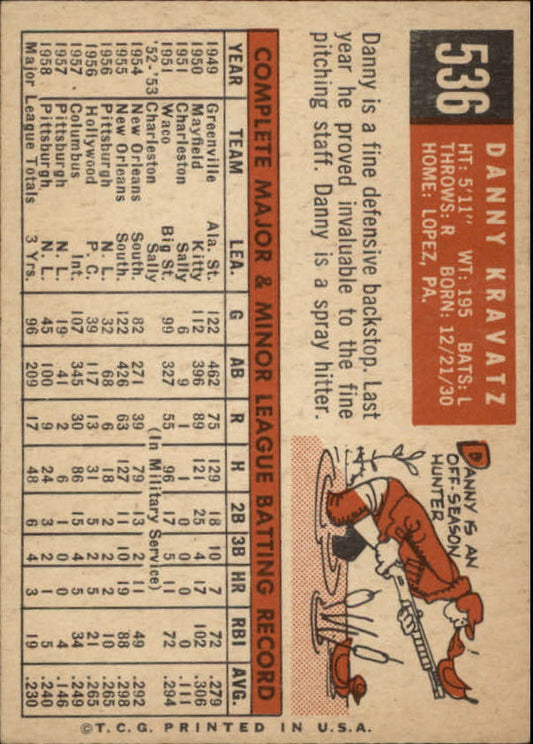 536
DANNY KRAVATZ
HT: 5'11" WT: 195 BATS: L
THROWS: R BORN: 12/21/30
HOME: LOPEZ, PA.
Danny is a fine defensive backstop. Last
year he proved invaluable to the fine
pitching staff. Danny is a spray hitter.
DANNY IS AN
OFF-SEASON
HUNTER
COMPLETE MAJOR & MINOR LEAGUE BATTING RECORD
YEAR TEAM LEA. G AB R H 2B 3B HR RBI AVG.
1949 Greenville Ala. St. 122 462 75 129 18 10 7 72 .279
1950 Mayfield Kitty 112 396 89 121 25 4 17 102 .306
1951 Charleston Sally 6 9 1 1 0 0 0 0 .111
1951 Waco Big St. 99 327 55 96 17 5 11 72 .294
'52-'53 Charleston Sally (In Military Service)
1954 New Orleans South. 82 271 39 79 13 2 11 49 .292
1955 New Orleans South. 122 426 63 127 11 10 19 88 .298
1956 Pittsburgh N. L. 32 68 6 18 2 2 2 10 .265
1956 Hollywood P. C. 39 117 13 31 5 1 5 21 .265
1957 Columbus Int. 107 345 30 86 15 4 5 34 .249
1957 Pittsburgh N. L. 19 41 2 6 1 0 0 4 .146
1958 Pittsburgh N. L. 45 100 9 24 3 2 1 5 .240
Major League Totals 3 Yrs. 96 209 17 48 6 4 3 19 .230
©T.C.G. PRINTED IN U.S.A.